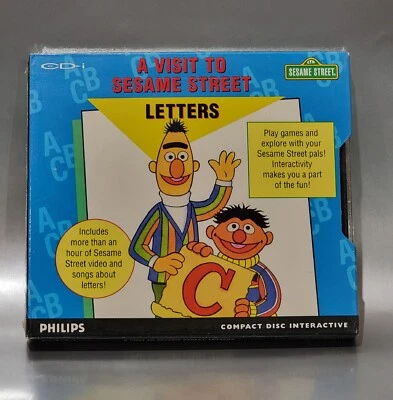 CD-i
A VISIT TO
SESAME STREET
SESAME STREET
LETTERS
Play games and
explore with your
Sesame Street pals!
Interactivity
makes you a part
of the fun!
Includes
more than an
hour of Sesame
Street video and
songs about
letters!
C
PHILIPS
COMPACT DISC INTERACTIVE